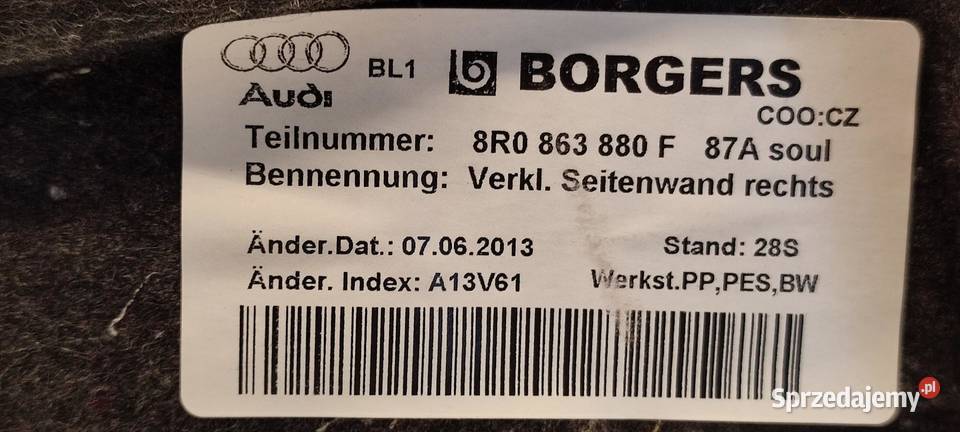 Audi BL1 BORGERS
COO:CZ
Teilnummer: 8R0 863 880 F 87A soul
Bennennung: Verkl. Seitenwand rechts
Änder.Dat.: 07.06.2013 Stand: 28S
Änder. Index: A13V61 Werkst.PP,PES,BW
Sprzedajemy.pl